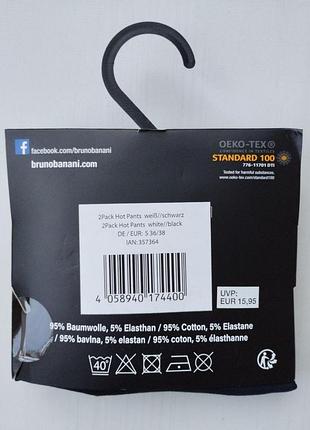 facebook.com/brunobanani
brunobanani.com
OEKO-TEX®
CONFIDENCE IN TEXTILES
STANDARD 100
776-11701 DTI
Tested for harmful substances.
www.oeko-tex.com/standard100
2Pack Hot Pants weiß//schwarz
2Pack Hot Pants white//black
DE / EUR: S 36/38
IAN: 357364
4 058940 174400
UVP:
EUR 15,95
95% Baumwolle, 5% Elasthan / 95% Cotton, 5% Elastane
/ 95% bavlna, 5% elastan / 95% coton, 5% élasthanne
40°